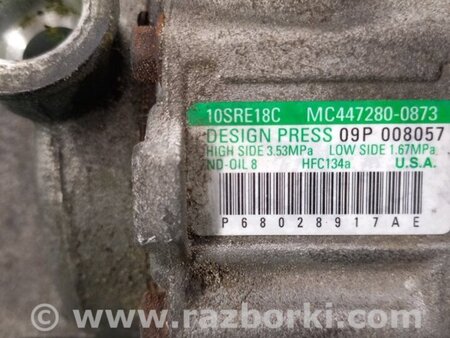 10SRE18C MC447280-0873
DESIGN PRESS 09P 008057
HIGH SIDE 3.53MPa LOW SIDE 1.67MPa
ND-OIL 8 HFC134a U.S.A.
P68028917AE
www.razborki.com